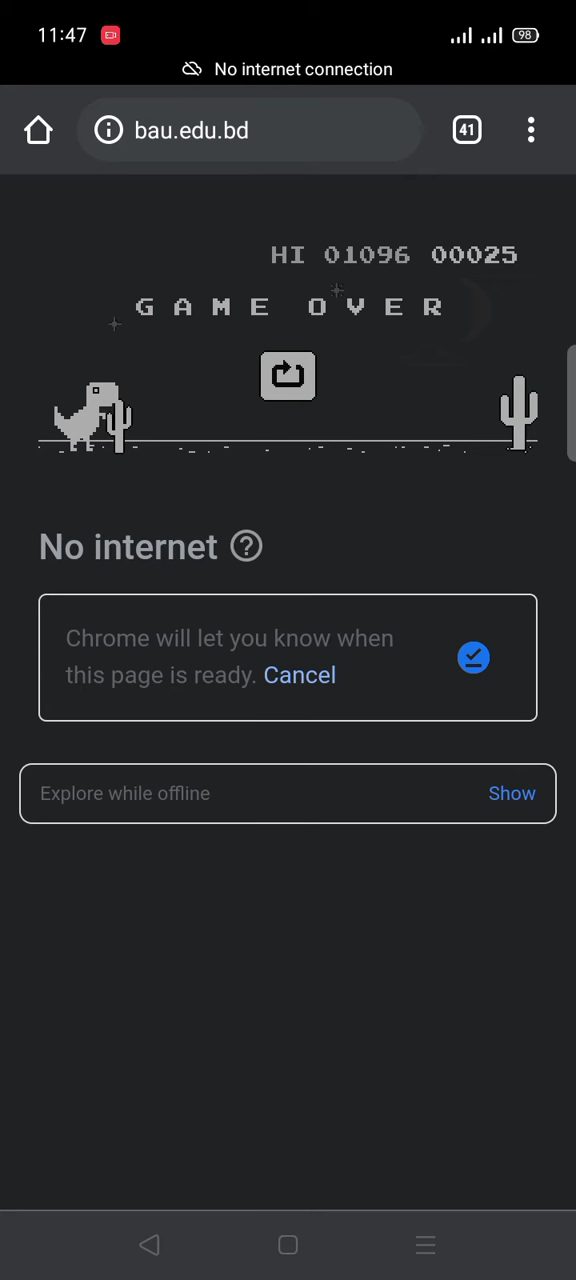 11:47
98
No internet connection
bau.edu.bd
41
HI 01096 00025
GAME OVER
No internet
Chrome will let you know when
this page is ready. Cancel
Explore while offline Show